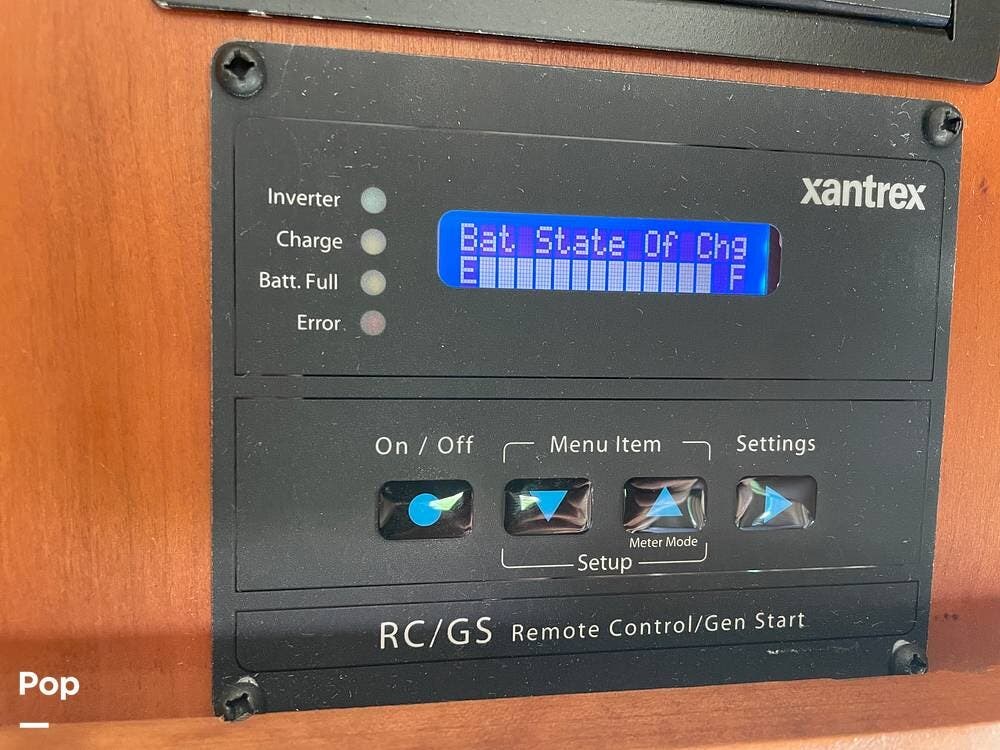 xantrex
Inverter
Charge
Batt. Full
Error
Bat State Of Chg
E F
On / Off Menu Item Settings
Meter Mode
Setup
RC/GS Remote Control/Gen Start
Pop